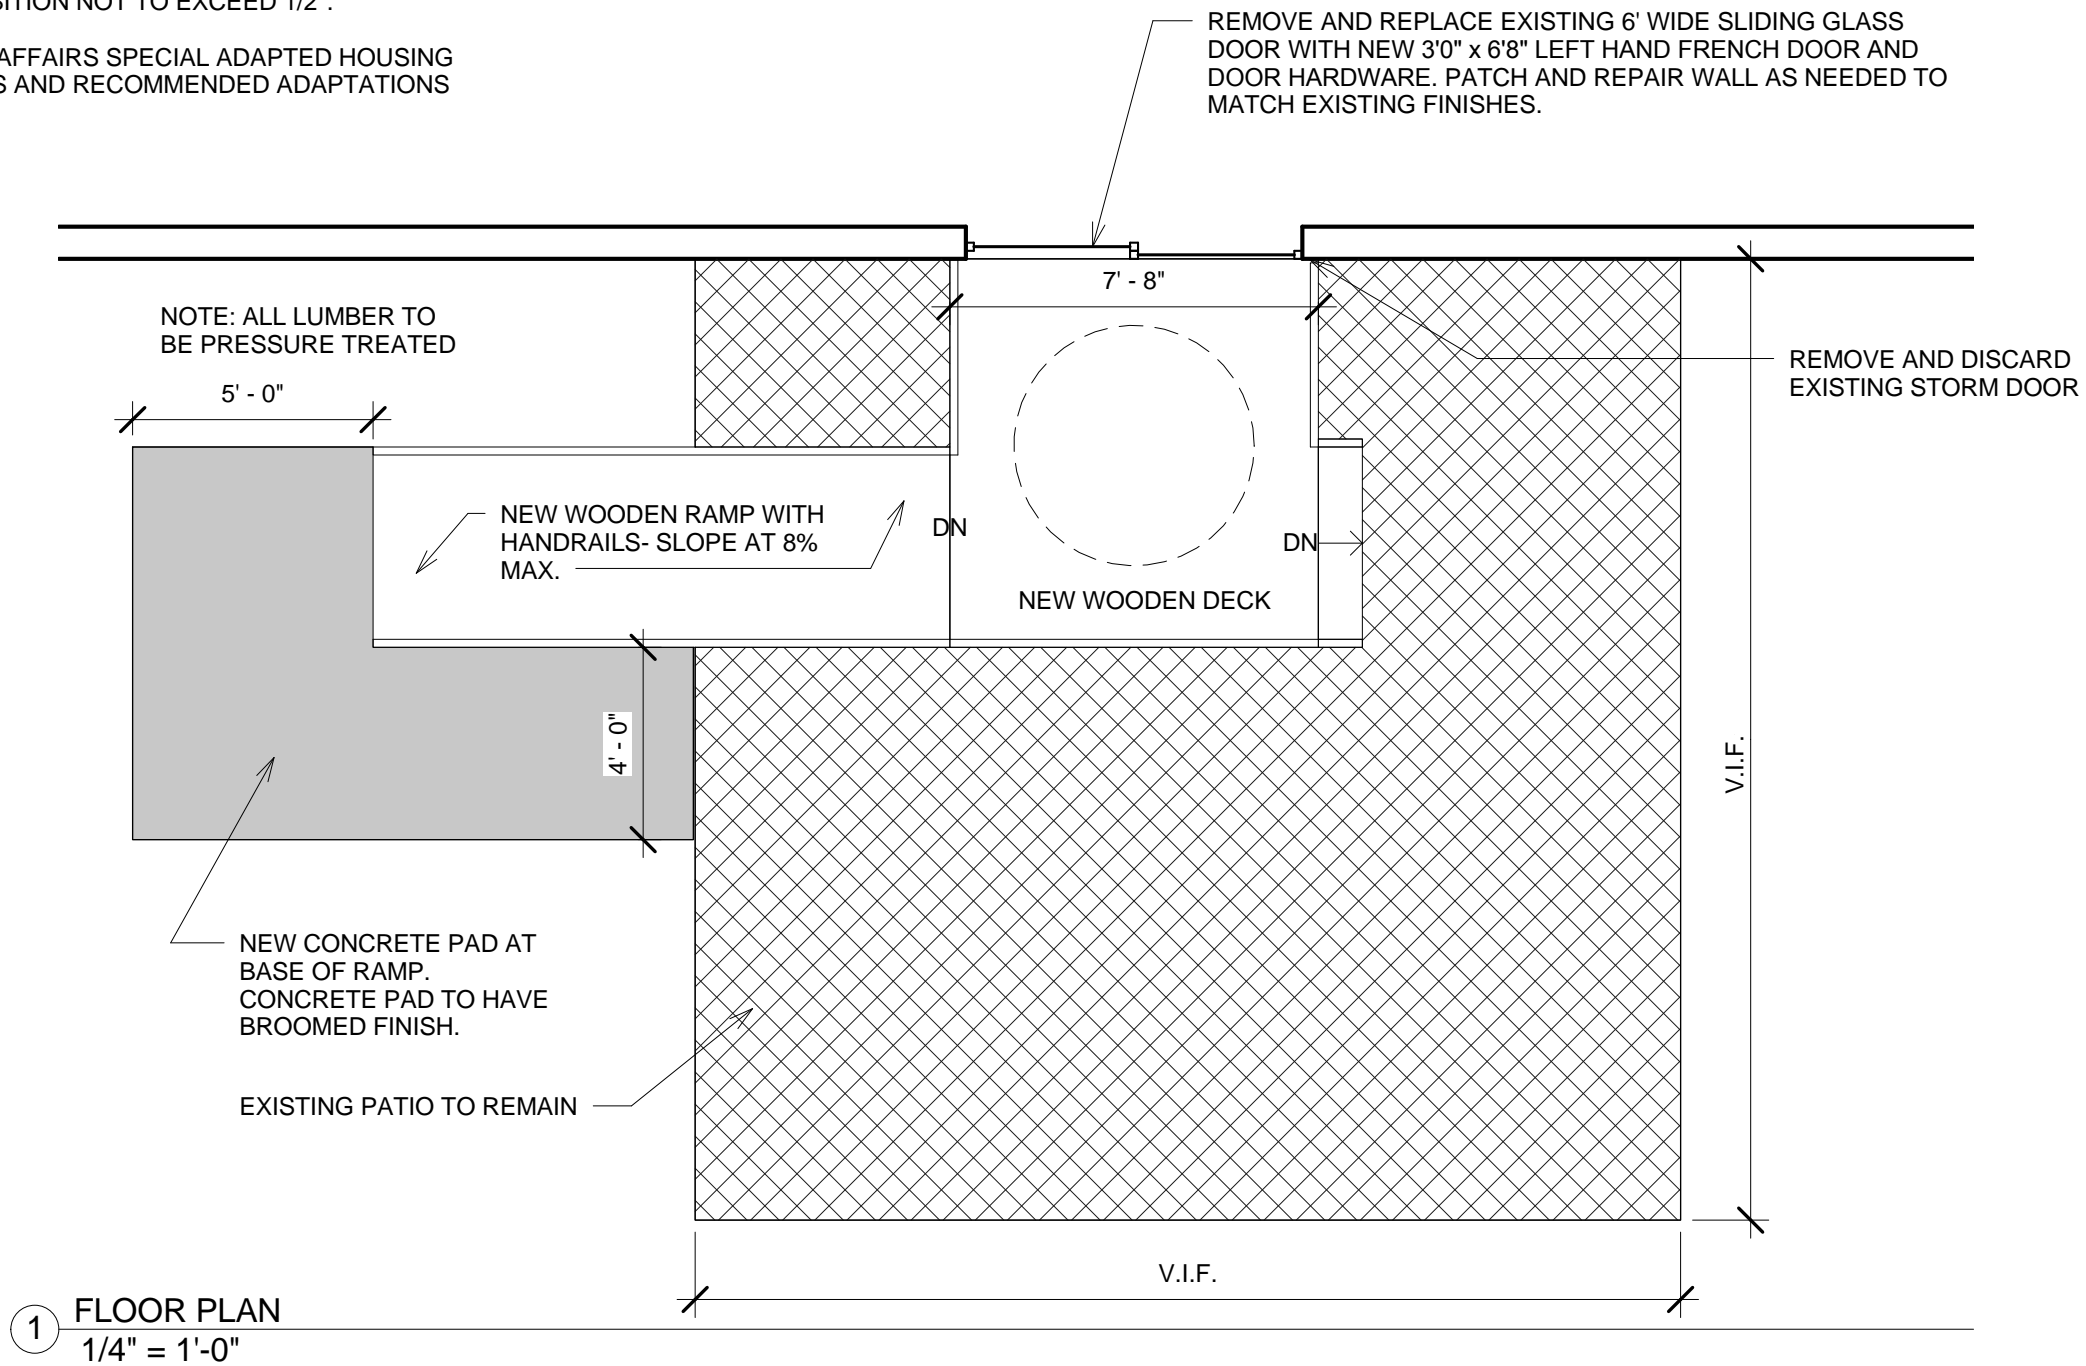 SITION NOT TO EXCEED 1/2".
AFFAIRS SPECIAL ADAPTED HOUSING
S AND RECOMMENDED ADAPTATIONS
REMOVE AND REPLACE EXISTING 6' WIDE SLIDING GLASS
DOOR WITH NEW 3'0" x 6'8" LEFT HAND FRENCH DOOR AND
DOOR HARDWARE. PATCH AND REPAIR WALL AS NEEDED TO
MATCH EXISTING FINISHES.
7' - 8"
NOTE: ALL LUMBER TO
BE PRESSURE TREATED
REMOVE AND DISCARD
EXISTING STORM DOOR
5' - 0"
NEW WOODEN RAMP WITH
HANDRAILS- SLOPE AT 8%
MAX.
DN
DN
NEW WOODEN DECK
4' - 0"
V.I.F.
NEW CONCRETE PAD AT
BASE OF RAMP.
CONCRETE PAD TO HAVE
BROOMED FINISH.
EXISTING PATIO TO REMAIN
V.I.F.
1
FLOOR PLAN
1/4" = 1'-0"